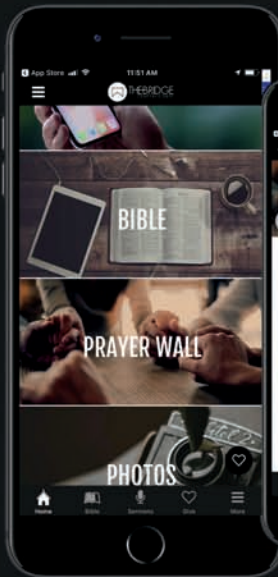 App Store
11:51 AM
THEBRIDGE
BIBLE
PRAYER WALL
PHOTOS
Home
Bible
Sermons
Give
More